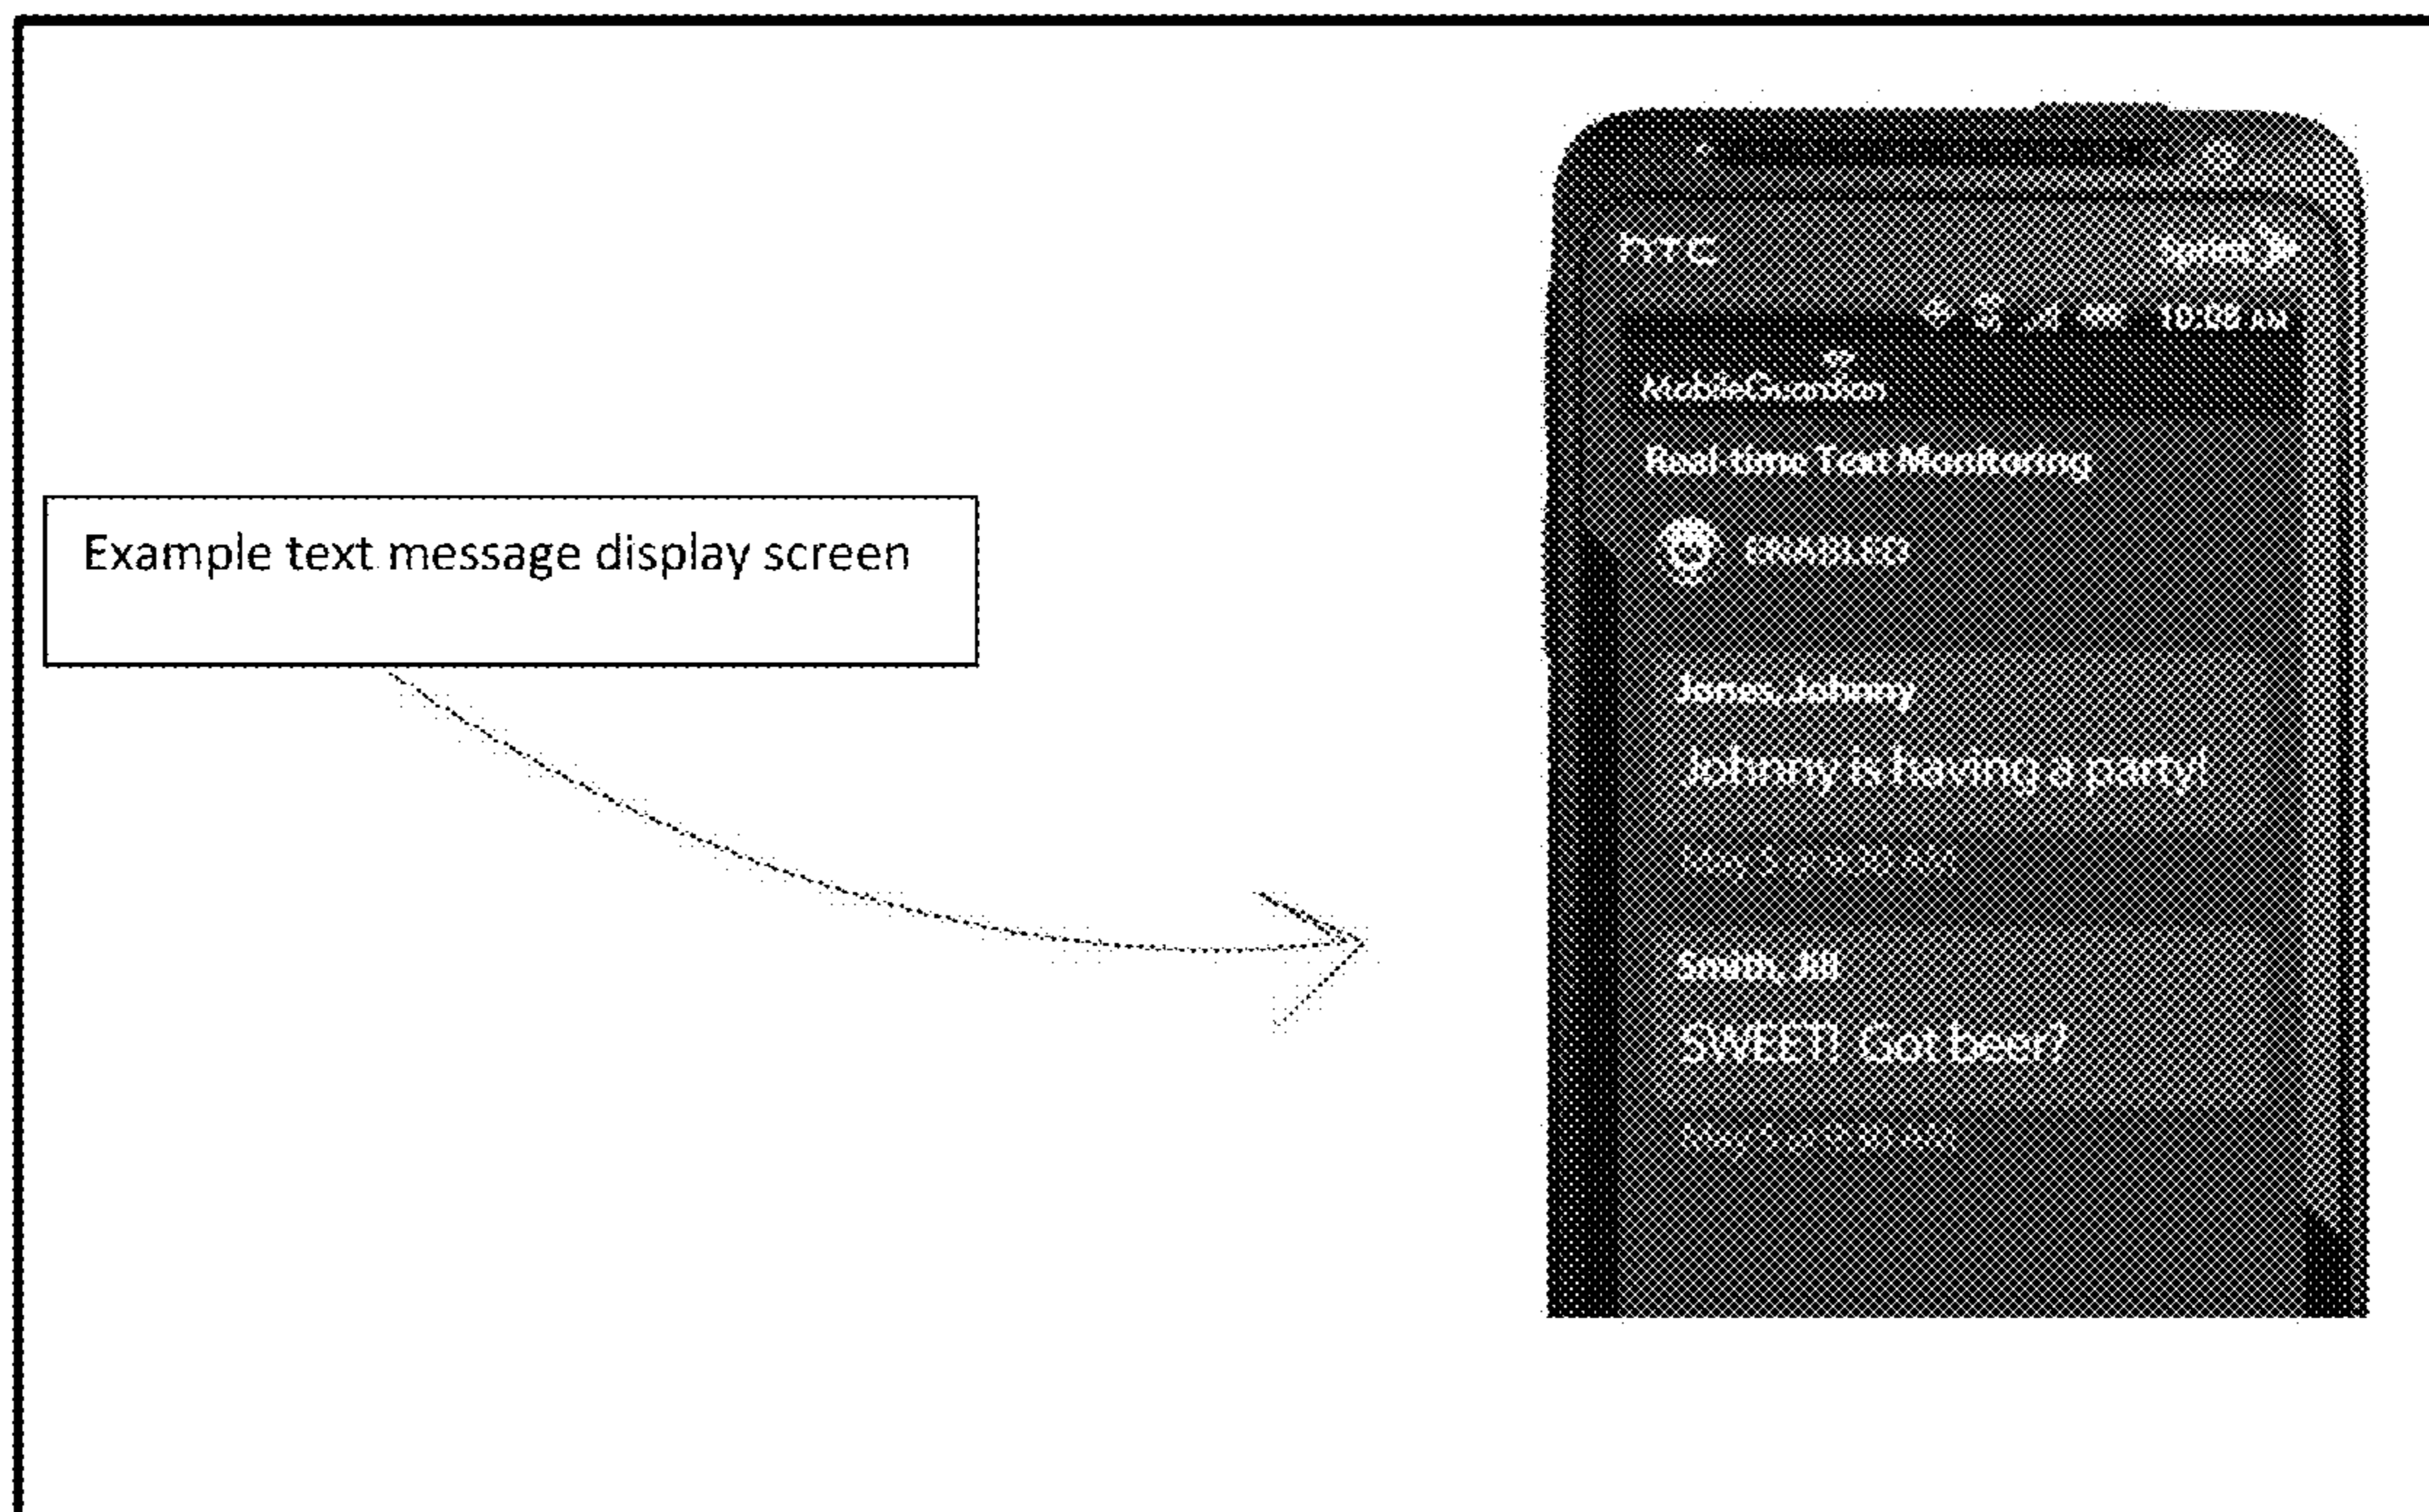 Example text message display screen
hTC
Sprint
10:08 AM
MobileGuardian
Real-time Text Monitoring
ENABLED
Jones, Johnny
Johnny is having a party!
Smith, Jill
SWEET! Got beer?